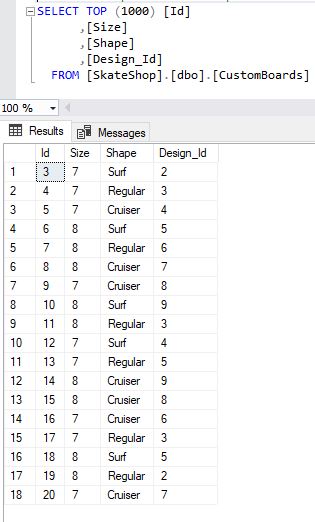 SELECT TOP (1000) [Id]
,[Size]
,[Shape]
,[Design_Id]
FROM [SkateShop].[dbo].[CustomBoards]
100 %
Results Messages
Id Size Shape Design_Id
1 3 7 Surf 2
2 4 7 Regular 3
3 5 7 Cruiser 4
4 6 8 Surf 5
5 7 8 Regular 6
6 8 8 Cruiser 7
7 9 7 Cruiser 8
8 10 8 Surf 9
9 11 8 Regular 3
10 12 7 Surf 4
11 13 7 Regular 5
12 14 8 Cruiser 9
13 15 8 Crusier 8
14 16 7 Cruiser 6
15 17 7 Regular 3
16 18 8 Surf 5
17 19 8 Regular 2
18 20 7 Cruiser 7